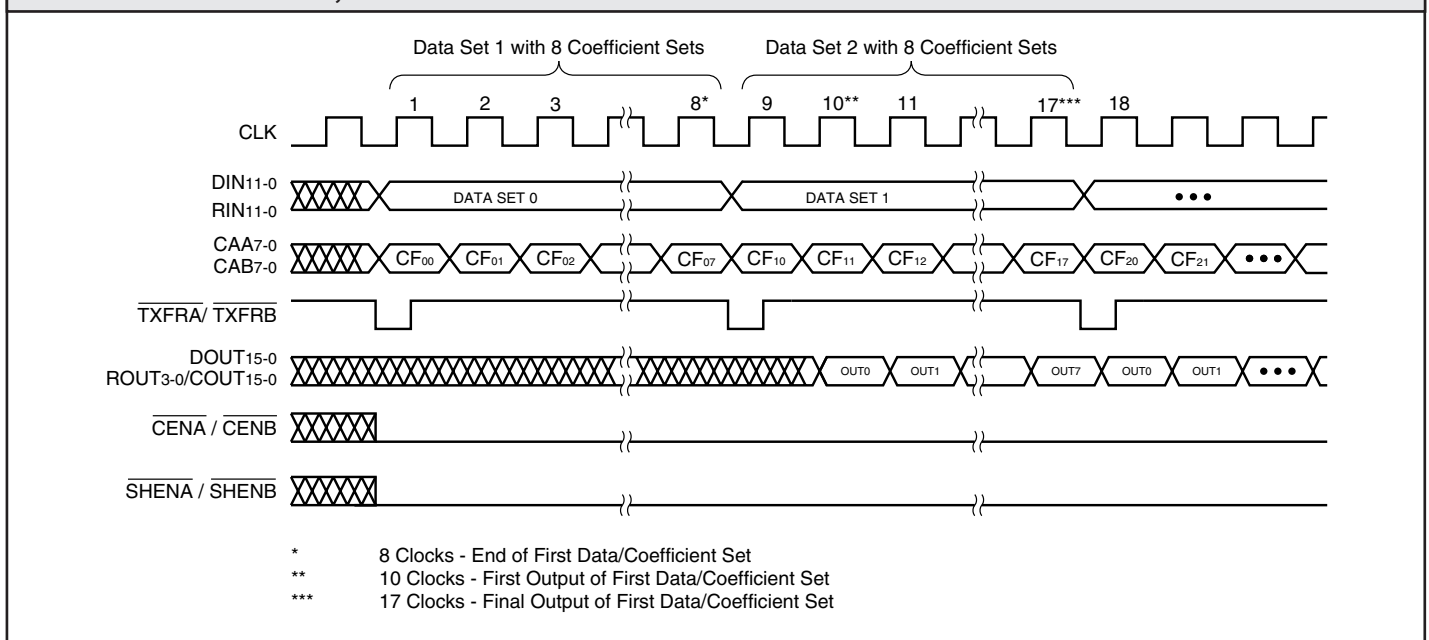 Data Set 1 with 8 Coefficient Sets Data Set 2 with 8 Coefficient Sets
1 2 3 8* 9 10** 11 17*** 18
CLK
DIN11-0
RIN11-0
DATA SET 0 DATA SET 1 •••
CAA7-0
CAB7-0
CF00 CF01 CF02 CF07 CF10 CF11 CF12 CF17 CF20 CF21 •••
TXFRA/ TXFRB
DOUT15-0
ROUT3-0/COUT15-0
OUT0 OUT1 OUT7 OUT0 OUT1 •••
CENA / CENB
SHENA / SHENB
* 8 Clocks - End of First Data/Coefficient Set
** 10 Clocks - First Output of First Data/Coefficient Set
*** 17 Clocks - Final Output of First Data/Coefficient Set